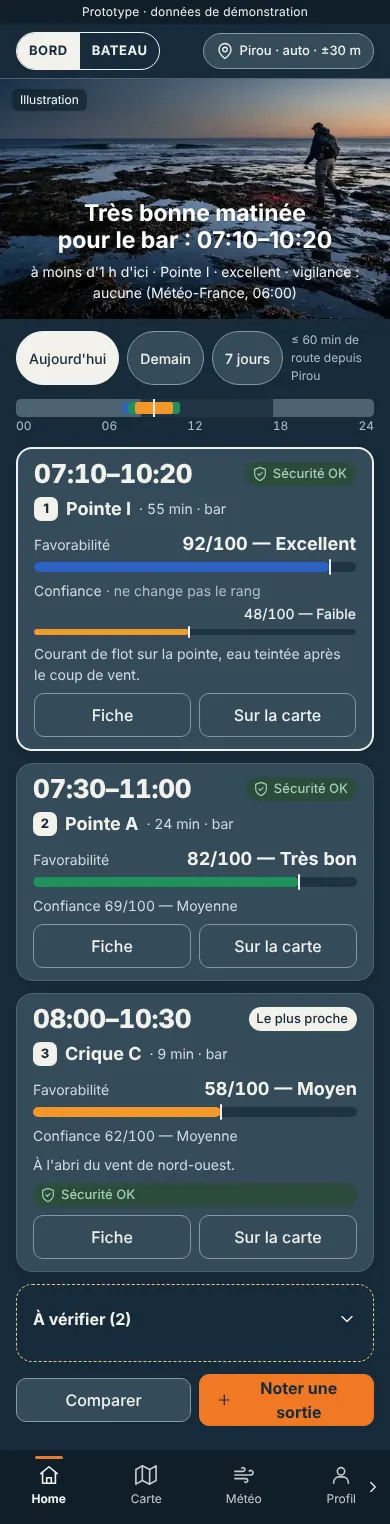 Prototype · données de démonstration
BORD BATEAU Pirou · auto · ±30 m
Illustration
Très bonne matinée
pour le bar : 07:10–10:20
à moins d'1 h d'ici · Pointe I · excellent · vigilance :
aucune (Météo-France, 06:00)
Aujourd'hui Demain 7 jours
≤ 60 min de
route depuis
Pirou
00 06 12 18 24
07:10–10:20 Sécurité OK
1 Pointe I · 55 min · bar
Favorabilité 92/100 — Excellent
Confiance · ne change pas le rang
48/100 — Faible
Courant de flot sur la pointe, eau teintée après
le coup de vent.
Fiche Sur la carte
07:30–11:00 Sécurité OK
2 Pointe A · 24 min · bar
Favorabilité 82/100 — Très bon
Confiance 69/100 — Moyenne
Fiche Sur la carte
08:00–10:30 Le plus proche
3 Crique C · 9 min · bar
Favorabilité 58/100 — Moyen
Confiance 62/100 — Moyenne
À l'abri du vent de nord-ouest.
Sécurité OK
Fiche Sur la carte
À vérifier (2)
Comparer + Noter une
sortie
Home Carte Météo Profil